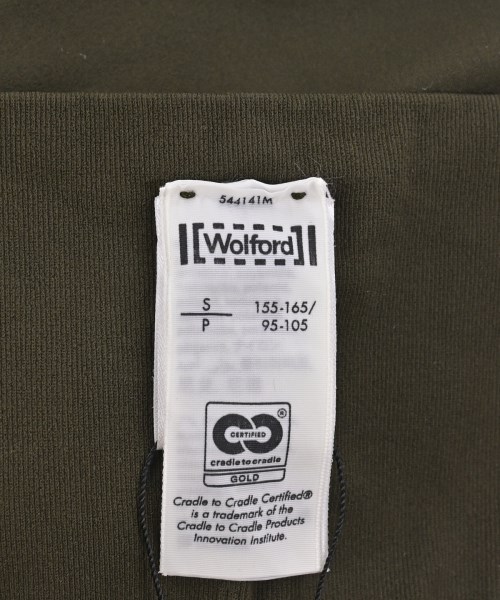 544141M
[Wolford]
S 155-165/
P 95-105
CERTIFIED
®
cradletocradle
GOLD
Cradle to Cradle Certified®
is a trademark of the
Cradle to Cradle Products
Innovation Institute.